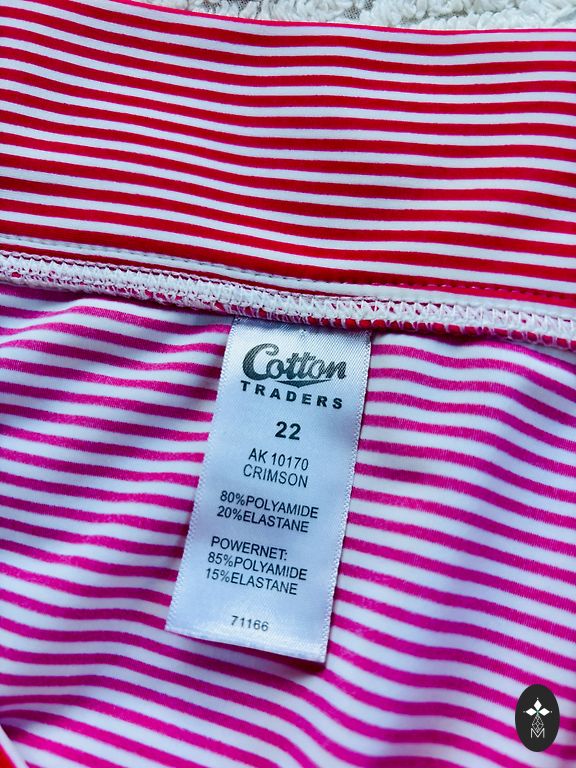 Cotton
TRADERS
22
AK 10170
CRIMSON
80%POLYAMIDE
20%ELASTANE
POWERNET:
85%POLYAMIDE
15%ELASTANE
71166
M